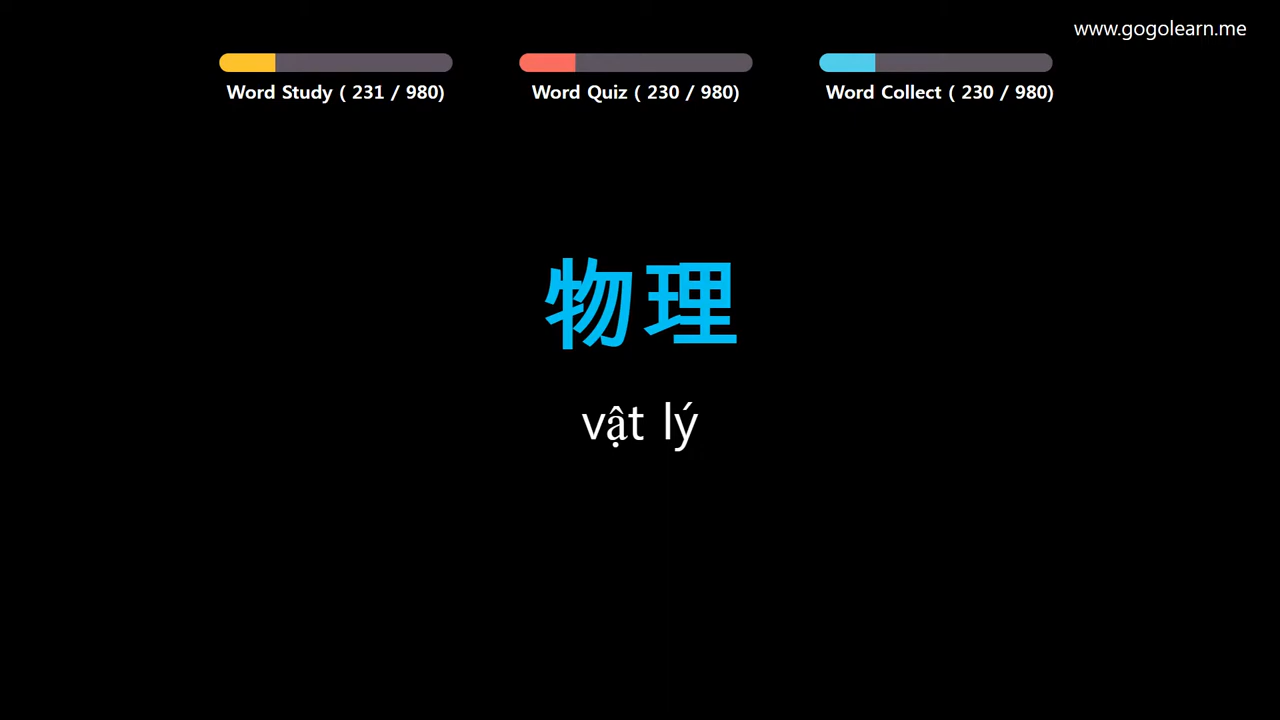 www.gogolearn.me
Word Study ( 231 / 980)
Word Quiz ( 230 / 980)
Word Collect ( 230 / 980)
物理
vật lý